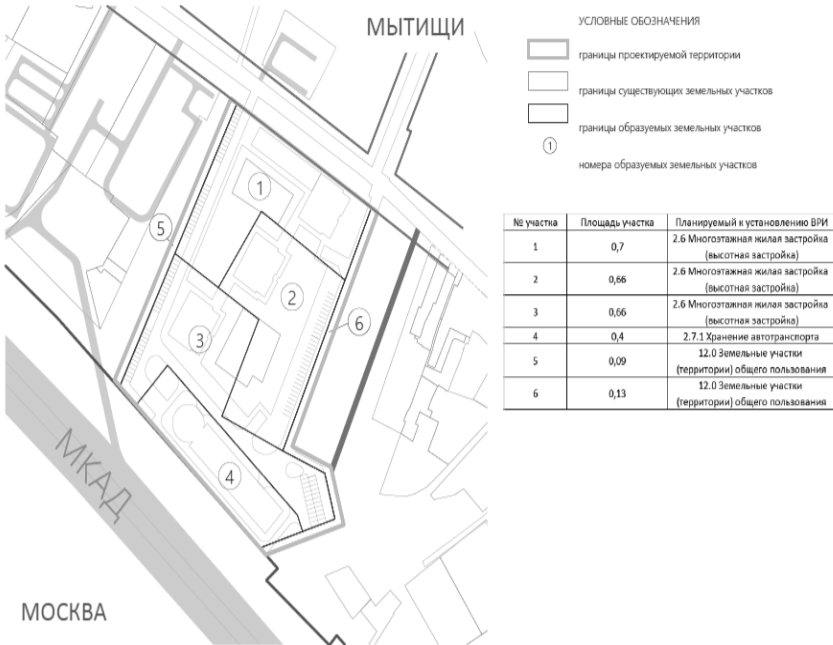 МЫТИЩИ
1
5
2
6
3
4
МКАД
МОСКВА
УСЛОВНЫЕ ОБОЗНАЧЕНИЯ
границы проектируемой территории
границы существующих земельных участков
границы образуемых земельных участков
1
номера образуемых земельных участков
№ участка Площадь участка Планируемый к установлению ВРИ
1 0,7 2.6 Многоэтажная жилая застройка
(высотная застройка)
2 0,66 2.6 Многоэтажная жилая застройка
(высотная застройка)
3 0,66 2.6 Многоэтажная жилая застройка
(высотная застройка)
4 0,4 2.7.1 Хранение автотранспорта
5 0,09 12.0 Земельные участки
(территории) общего пользования
6 0,13 12.0 Земельные участки
(территории) общего пользования